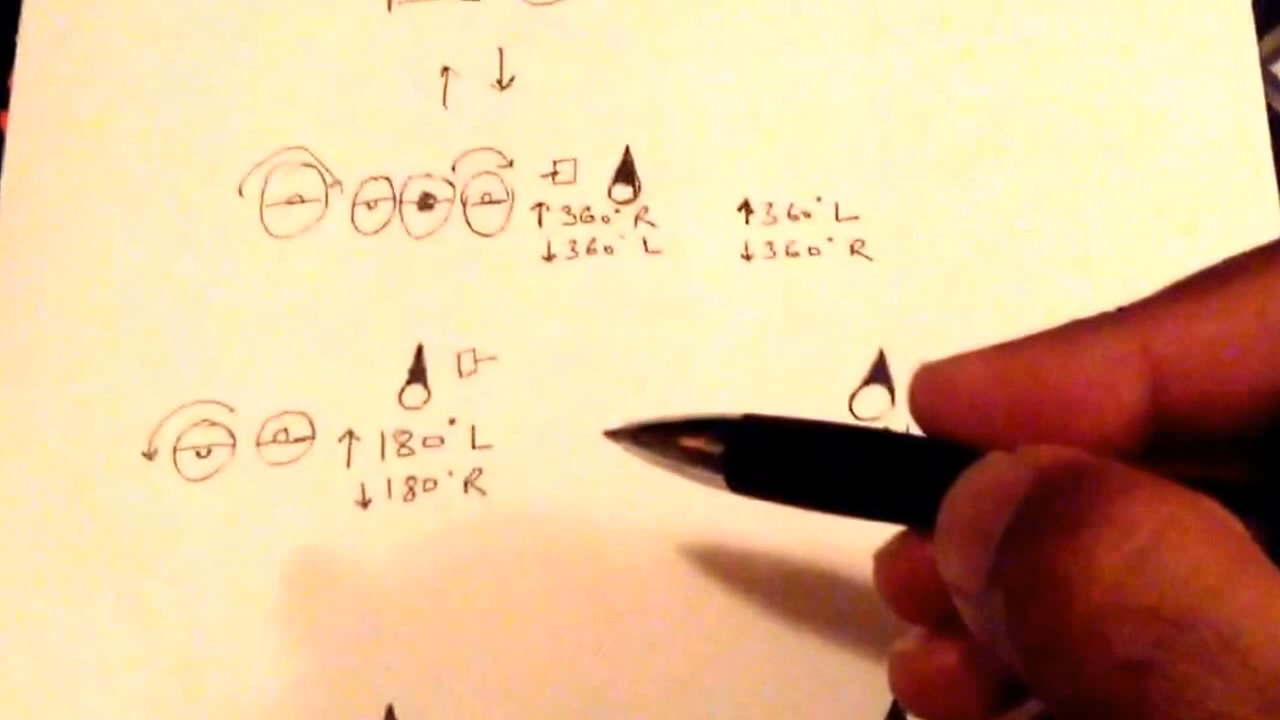 ↑360° R
↓360° L
↑360° L
↓360° R
↑180° L
↓180° R